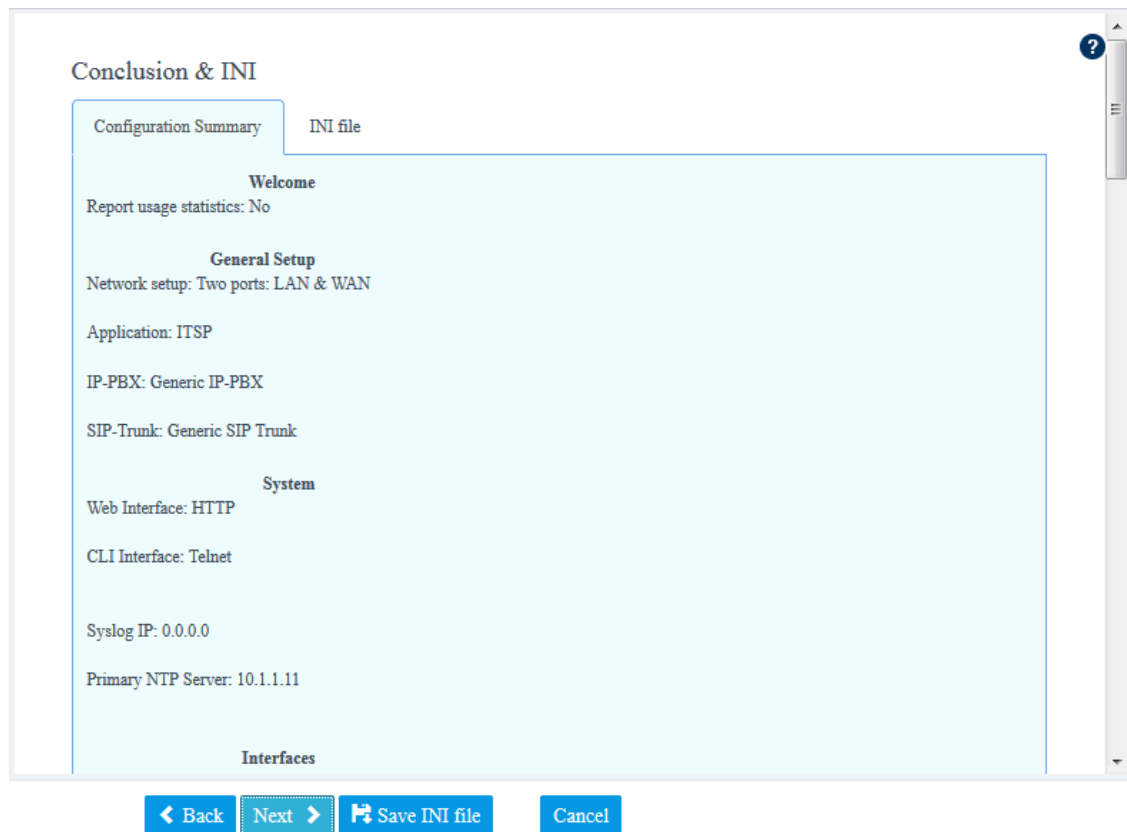 ?
Conclusion & INI
Configuration Summary INI file
Welcome
Report usage statistics: No
General Setup
Network setup: Two ports: LAN & WAN
Application: ITSP
IP-PBX: Generic IP-PBX
SIP-Trunk: Generic SIP Trunk
System
Web Interface: HTTP
CLI Interface: Telnet
Syslog IP: 0.0.0.0
Primary NTP Server: 10.1.1.11
Interfaces
Back Next Save INI file Cancel